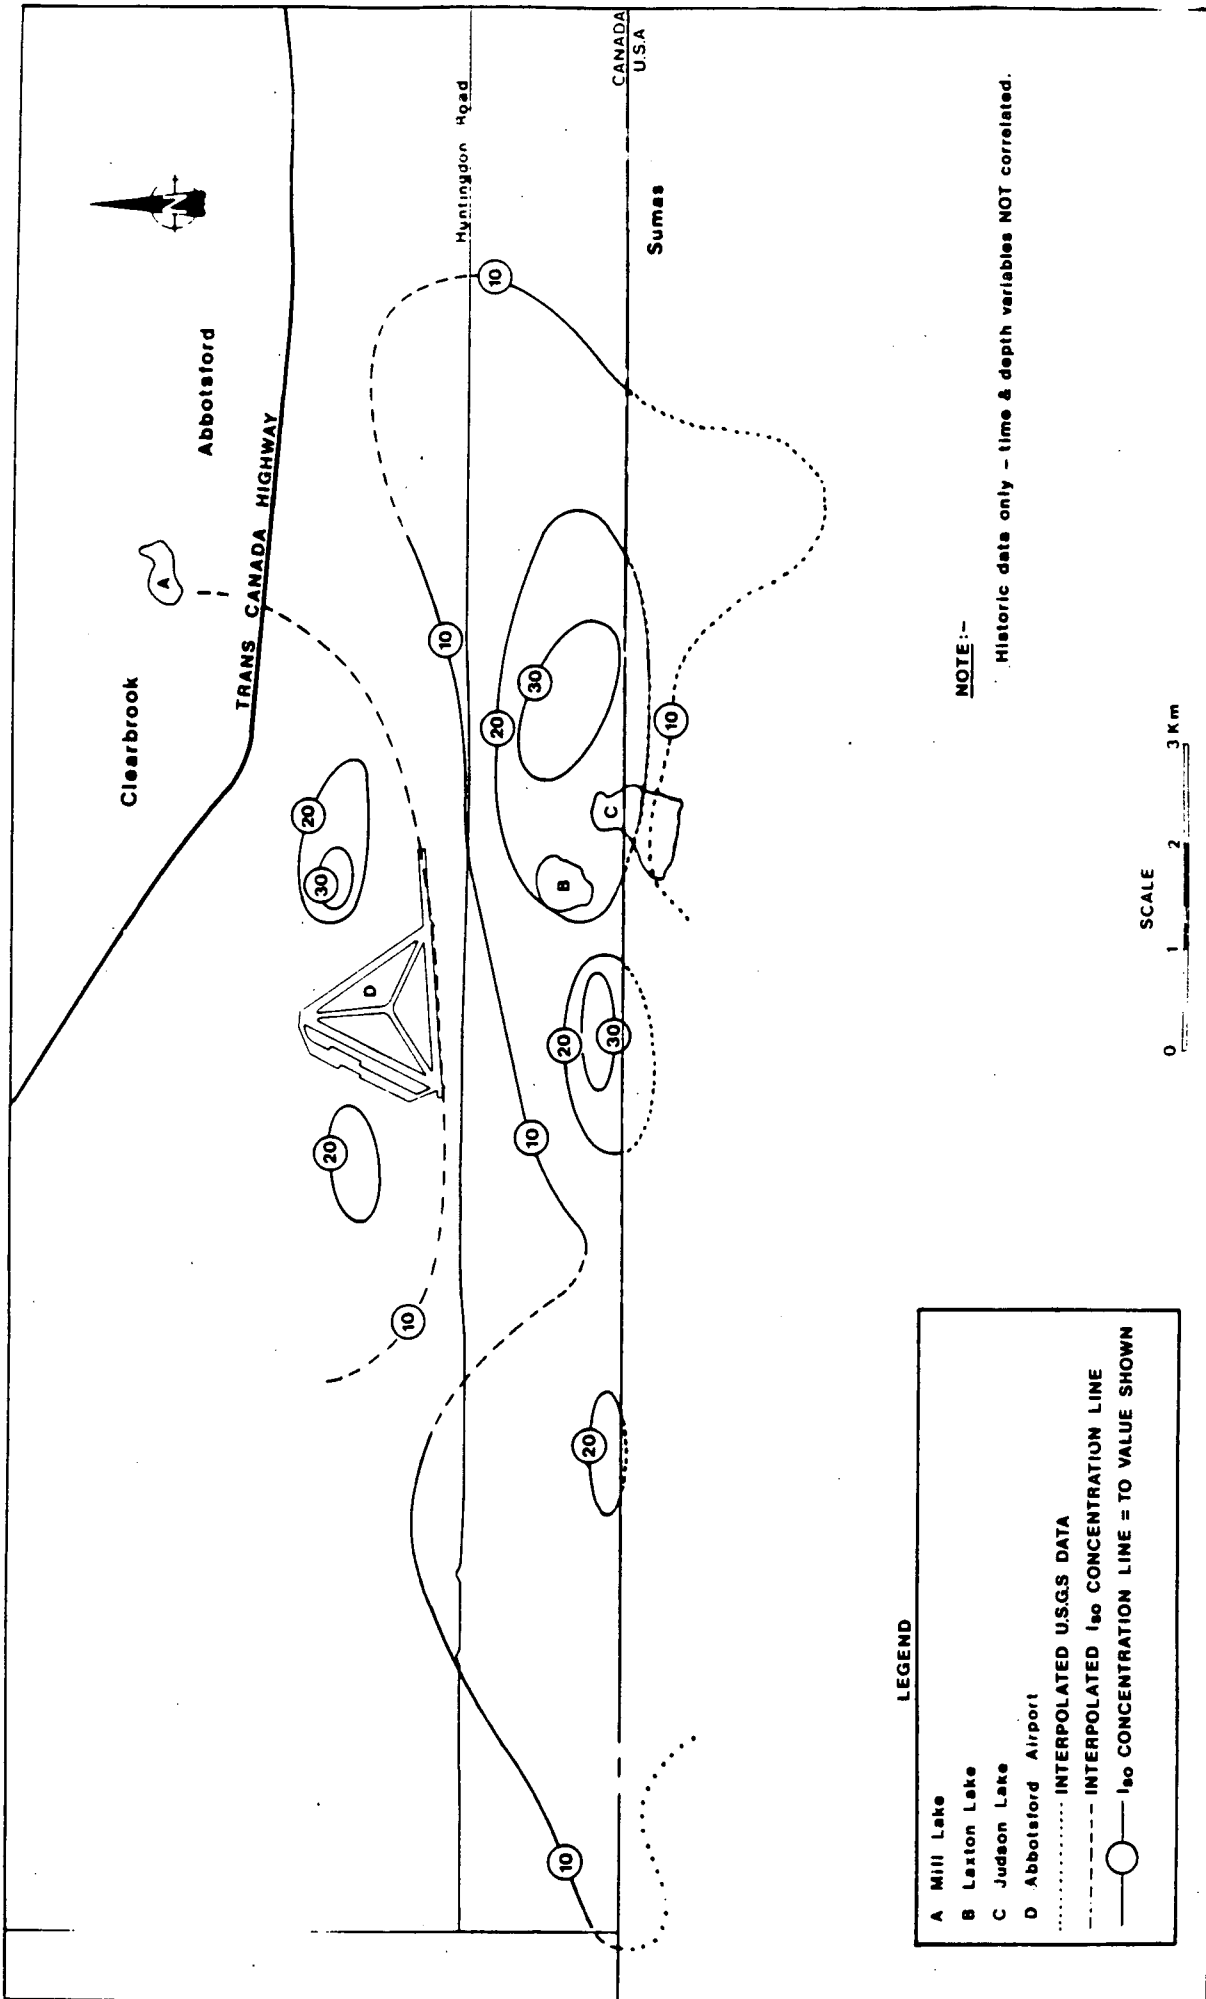 CANADA
U.S.A
Huntingdon Road
N
Abbotsford
Sumas
TRANS CANADA HIGHWAY
Clearbrook
A
B
C
D
10
10
10
10
10
10
20
20
20
20
20
30
30
30
NOTE:-
Historic data only - time & depth variables NOT correlated.
SCALE
0 1 2 3 Km
LEGEND
A Mill Lake
B Laxton Lake
C Judson Lake
D Abbotsford Airport
INTERPOLATED U.S.G.S DATA
INTERPOLATED Iso CONCENTRATION LINE
Iso CONCENTRATION LINE = TO VALUE SHOWN